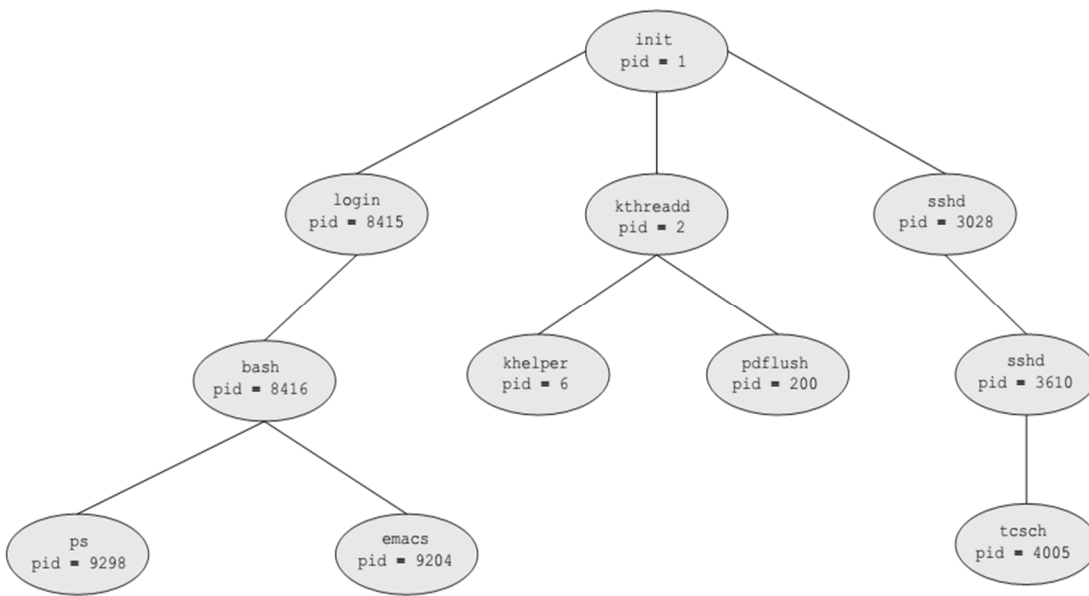 init
pid = 1
login
pid = 8415
kthreadd
pid = 2
sshd
pid = 3028
bash
pid = 8416
khelper
pid = 6
pdflush
pid = 200
sshd
pid = 3610
ps
pid = 9298
emacs
pid = 9204
tcsch
pid = 4005